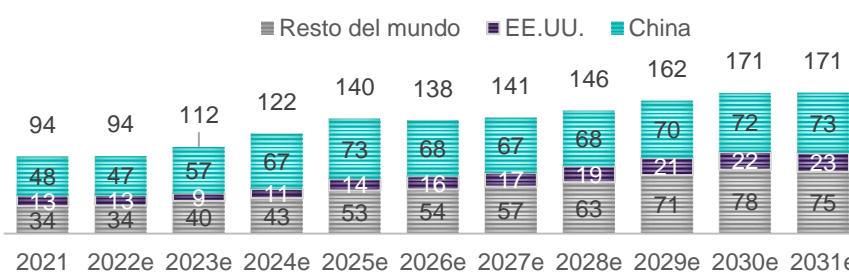 Resto del mundo EE.UU. China
94 94 112 122 140 138 141 146 162 171 171
48 47 57 67 73 68 67 68 70 72 73
13 13 9 11 14 16 17 19 21 22 23
34 34 40 43 53 54 57 63 71 78 75
2021 2022e 2023e 2024e 2025e 2026e 2027e 2028e 2029e 2030e 2031e